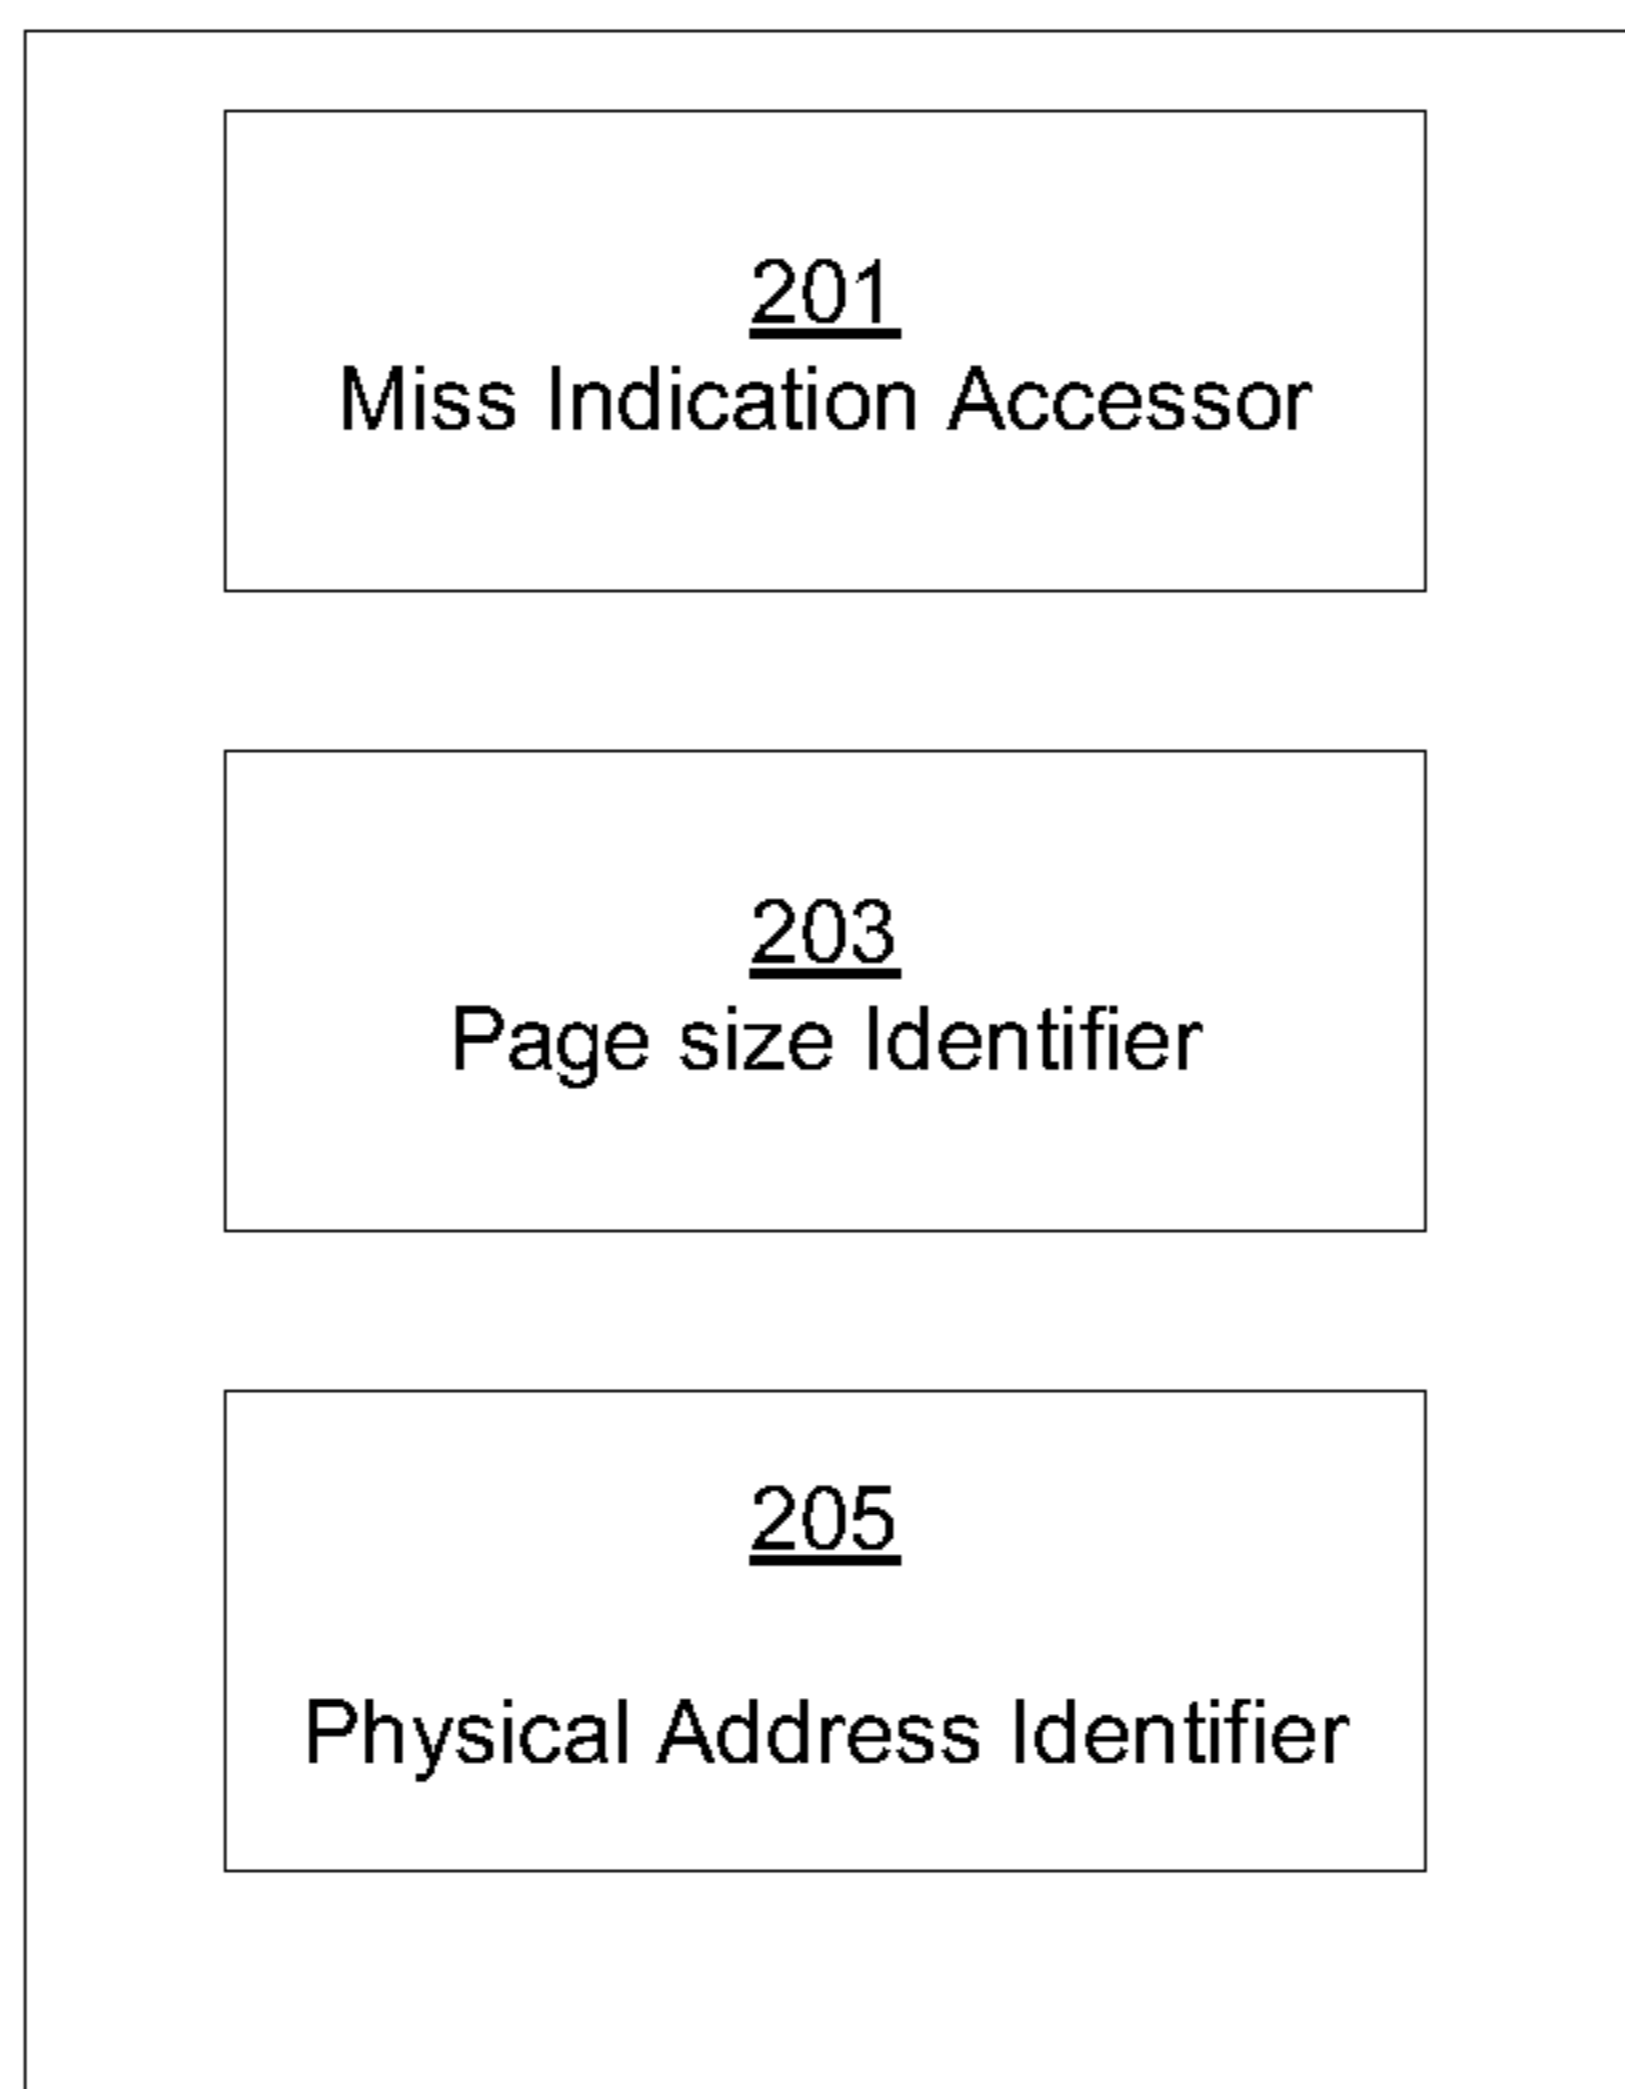 201
Miss Indication Accessor
203
Page size Identifier
205
Physical Address Identifier